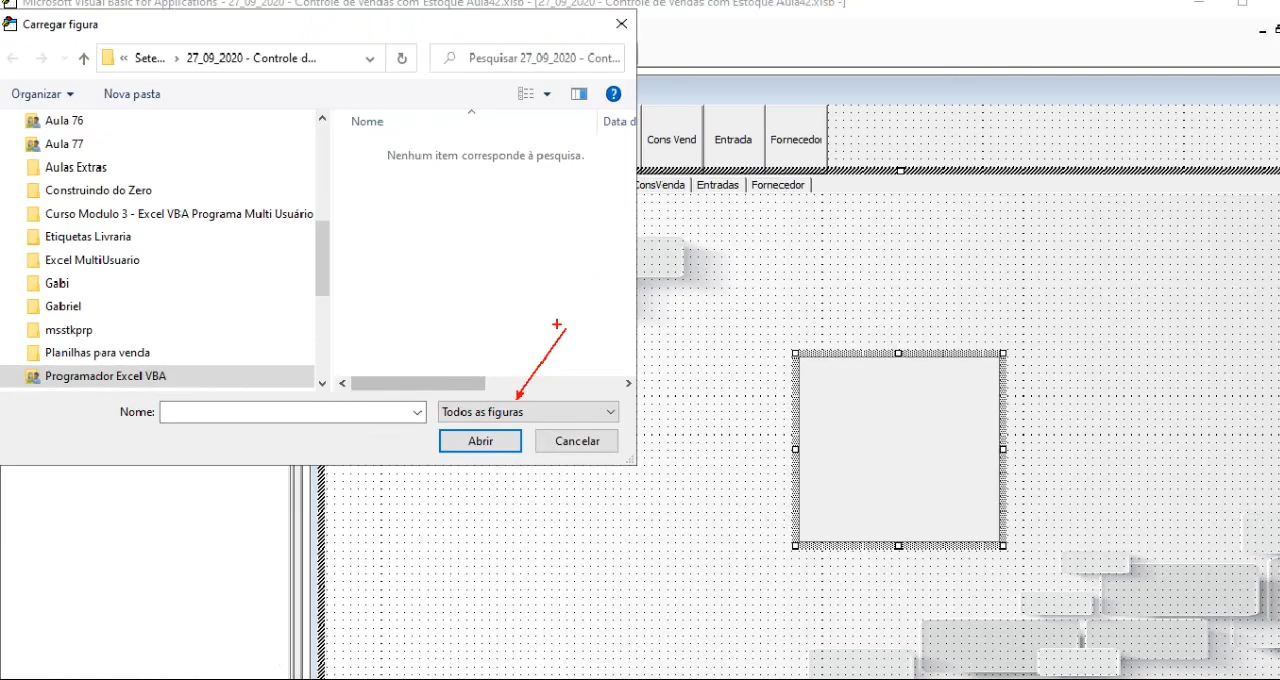 Microsoft Visual Basic for Applications - 27_09_2020 - Controle de Vendas com Estoque Aula42.xlsb - [27_09_2020 - Controle de Vendas com Estoque Aula42.xlsb -]
Carregar figura
« Sete... › 27_09_2020 - Controle d...
Pesquisar 27_09_2020 - Cont...
Organizar
Nova pasta
Aula 76
Aula 77
Aulas Extras
Construindo do Zero
Curso Modulo 3 - Excel VBA Programa Multi Usuário
Etiquetas Livraria
Excel MultiUsuario
Gabi
Gabriel
msstkprp
Planilhas para venda
Programador Excel VBA
Nome
Data d
Nenhum item corresponde à pesquisa.
Nome:
Todos as figuras
Abrir
Cancelar
Cons Vend
Entrada
Fornecedor
ConsVenda
Entradas
Fornecedor